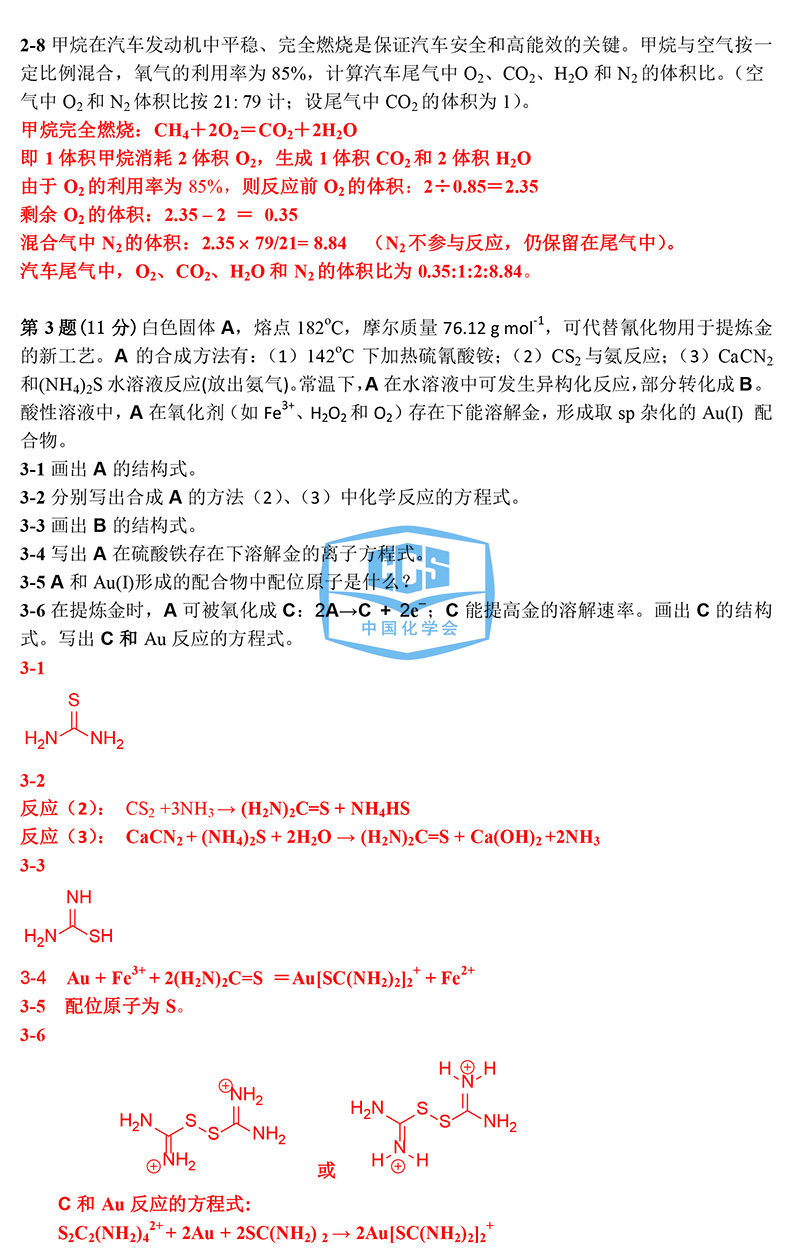 2-8 甲烷在汽车发动机中平稳、完全燃烧是保证汽车安全和高能效的关键。甲烷与空气按一
定比例混合，氧气的利用率为 85%，计算汽车尾气中 O₂、CO₂、H₂O 和 N₂ 的体积比。（空
气中 O₂ 和 N₂ 体积比按 21: 79 计；设尾气中 CO₂ 的体积为 1）。
甲烷完全燃烧：CH₄＋2O₂＝CO₂＋2H₂O
即 1 体积甲烷消耗 2 体积 O₂，生成 1 体积 CO₂ 和 2 体积 H₂O
由于 O₂ 的利用率为 85%，则反应前 O₂ 的体积：2÷0.85＝2.35
剩余 O₂ 的体积：2.35 – 2 ＝ 0.35
混合气中 N₂ 的体积：2.35 × 79/21= 8.84 （N₂ 不参与反应，仍保留在尾气中）。
汽车尾气中，O₂、CO₂、H₂O 和 N₂ 的体积比为 0.35:1:2:8.84。
第 3 题(11 分) 白色固体 A，熔点 182°C，摩尔质量 76.12 g mol⁻¹，可代替氰化物用于提炼金
的新工艺。A 的合成方法有：（1）142°C 下加热硫氰酸铵；（2）CS₂ 与氨反应；（3）CaCN₂
和(NH₄)₂S 水溶液反应(放出氨气)。常温下，A 在水溶液中可发生异构化反应，部分转化成 B。
酸性溶液中，A 在氧化剂（如 Fe³⁺、H₂O₂ 和 O₂）存在下能溶解金，形成取 sp 杂化的 Au(I) 配
合物。
3-1 画出 A 的结构式。
3-2 分别写出合成 A 的方法（2）、（3）中化学反应的方程式。
3-3 画出 B 的结构式。
3-4 写出 A 在硫酸铁存在下溶解金的离子方程式。
3-5 A 和 Au(I)形成的配合物中配位原子是什么？
3-6 在提炼金时，A 可被氧化成 C：2A→C + 2e⁻；C 能提高金的溶解速率。画出 C 的结构
式。写出 C 和 Au 反应的方程式。
CCS
中国化学会
3-1
S
H₂N NH₂
3-2
反应（2）： CS₂ +3NH₃ → (H₂N)₂C=S + NH₄HS
反应（3）： CaCN₂ + (NH₄)₂S + 2H₂O → (H₂N)₂C=S + Ca(OH)₂ +2NH₃
3-3
NH
H₂N SH
3-4 Au + Fe³⁺ + 2(H₂N)₂C=S ＝Au[SC(NH₂)₂]₂⁺ + Fe²⁺
3-5 配位原子为 S。
3-6
H ⊕ H
⊕ NH₂ N
H₂N S S NH₂ H₂N S S NH₂
⊕ NH₂ N
H ⊕ H
或
C 和 Au 反应的方程式：
S₂C₂(NH₂)₄²⁺ + 2Au + 2SC(NH₂) ₂ → 2Au[SC(NH₂)₂]₂⁺